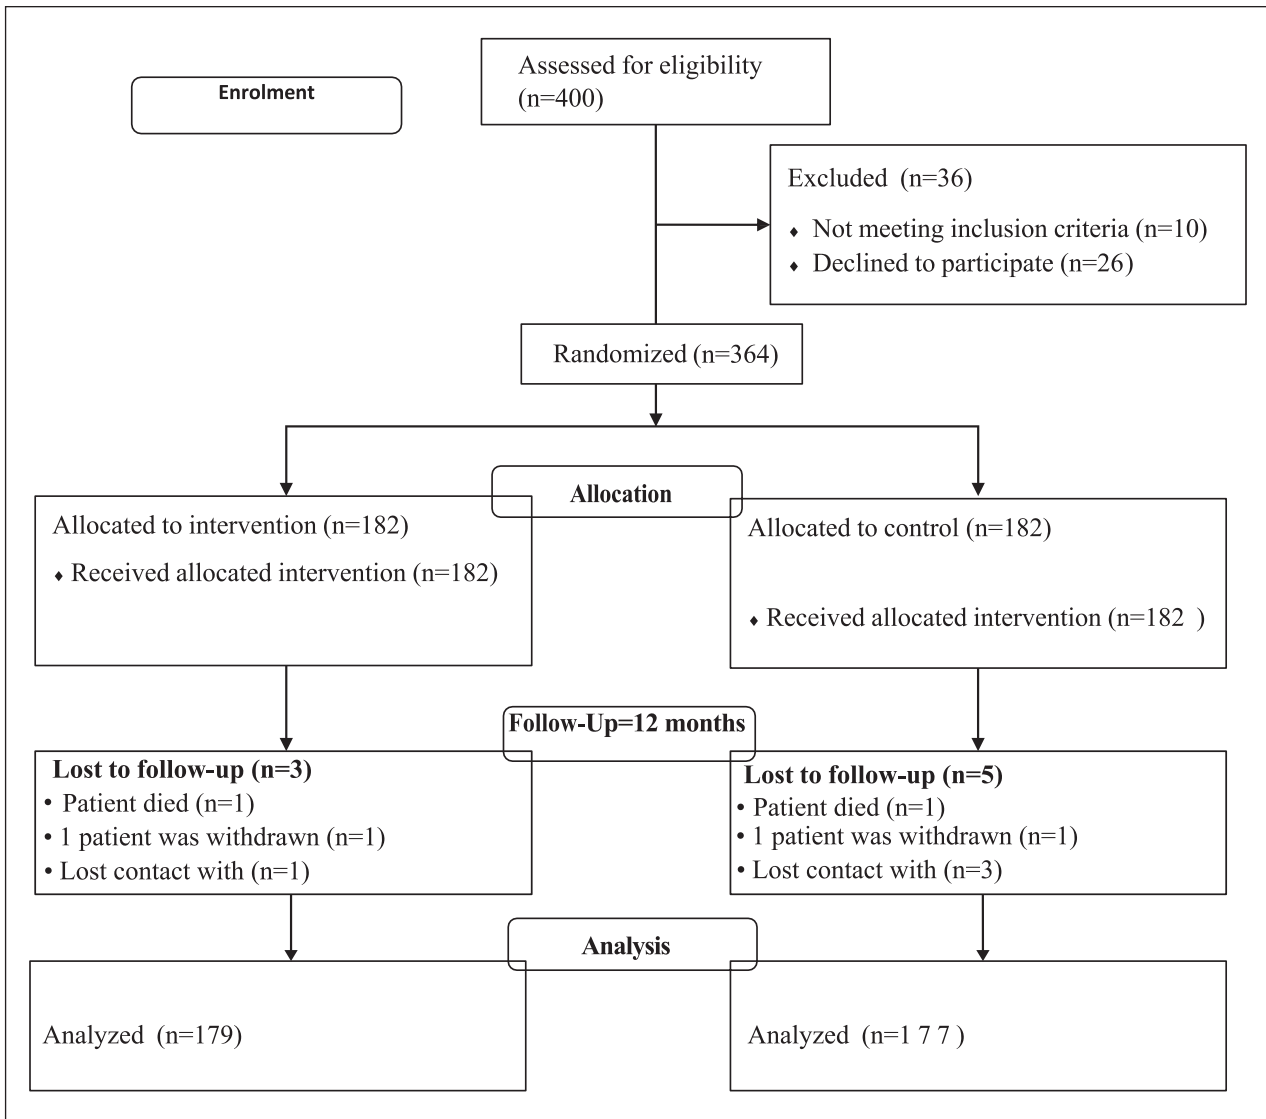 Enrolment
Assessed for eligibility
(n=400)
Excluded (n=36)
⬧ Not meeting inclusion criteria (n=10)
⬧ Declined to participate (n=26)
Randomized (n=364)
Allocation
Allocated to intervention (n=182)
⬧ Received allocated intervention (n=182)
Allocated to control (n=182)
⬧ Received allocated intervention (n=182 )
Follow-Up=12 months
Lost to follow-up (n=3)
• Patient died (n=1)
• 1 patient was withdrawn (n=1)
• Lost contact with (n=1)
Lost to follow-up (n=5)
• Patient died (n=1)
• 1 patient was withdrawn (n=1)
• Lost contact with (n=3)
Analysis
Analyzed (n=179)
Analyzed (n=1 7 7 )